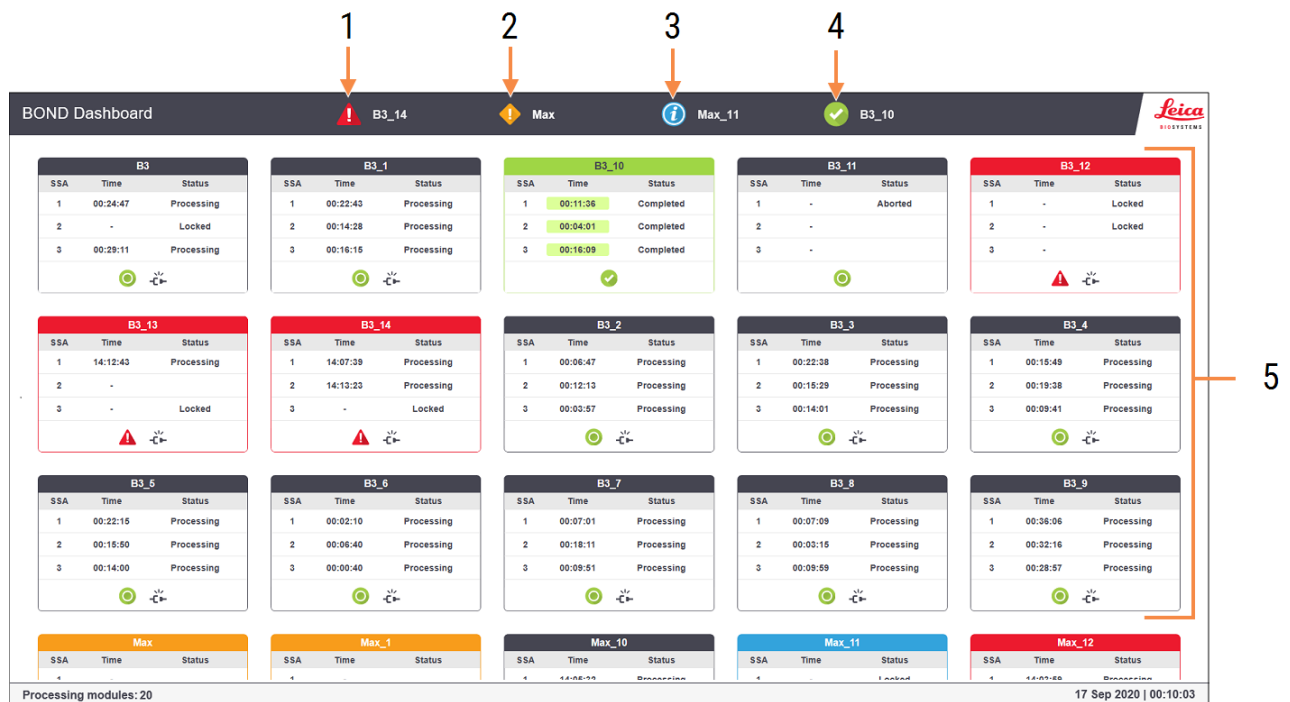 1 2 3 4
BOND Dashboard B3_14 Max Max_11 B3_10 Leica
BIOSYSTEMS
B3 B3_1 B3_10 B3_11 B3_12
SSA Time Status SSA Time Status SSA Time Status SSA Time Status SSA Time Status
1 00:24:47 Processing 1 00:22:43 Processing 1 00:11:36 Completed 1 - Aborted 1 - Locked
2 - Locked 2 00:14:28 Processing 2 00:04:01 Completed 2 - 2 - Locked
3 00:29:11 Processing 3 00:16:15 Processing 3 00:16:09 Completed 3 - 3 -
B3_13 B3_14 B3_2 B3_3 B3_4
SSA Time Status SSA Time Status SSA Time Status SSA Time Status SSA Time Status
1 14:12:43 Processing 1 14:07:39 Processing 1 00:06:47 Processing 1 00:22:38 Processing 1 00:15:49 Processing
2 - 2 14:13:23 Processing 2 00:12:13 Processing 2 00:15:29 Processing 2 00:19:38 Processing
5
3 - Locked 3 - Locked 3 00:03:57 Processing 3 00:14:01 Processing 3 00:09:41 Processing
B3_5 B3_6 B3_7 B3_8 B3_9
SSA Time Status SSA Time Status SSA Time Status SSA Time Status SSA Time Status
1 00:22:15 Processing 1 00:02:10 Processing 1 00:07:01 Processing 1 00:07:09 Processing 1 00:36:06 Processing
2 00:15:50 Processing 2 00:06:40 Processing 2 00:18:11 Processing 2 00:03:15 Processing 2 00:32:16 Processing
3 00:14:00 Processing 3 00:00:40 Processing 3 00:09:51 Processing 3 00:09:59 Processing 3 00:28:57 Processing
Max Max_1 Max_10 Max_11 Max_12
SSA Time Status SSA Time Status SSA Time Status SSA Time Status SSA Time Status
Processing modules: 20 17 Sep 2020 | 00:10:03